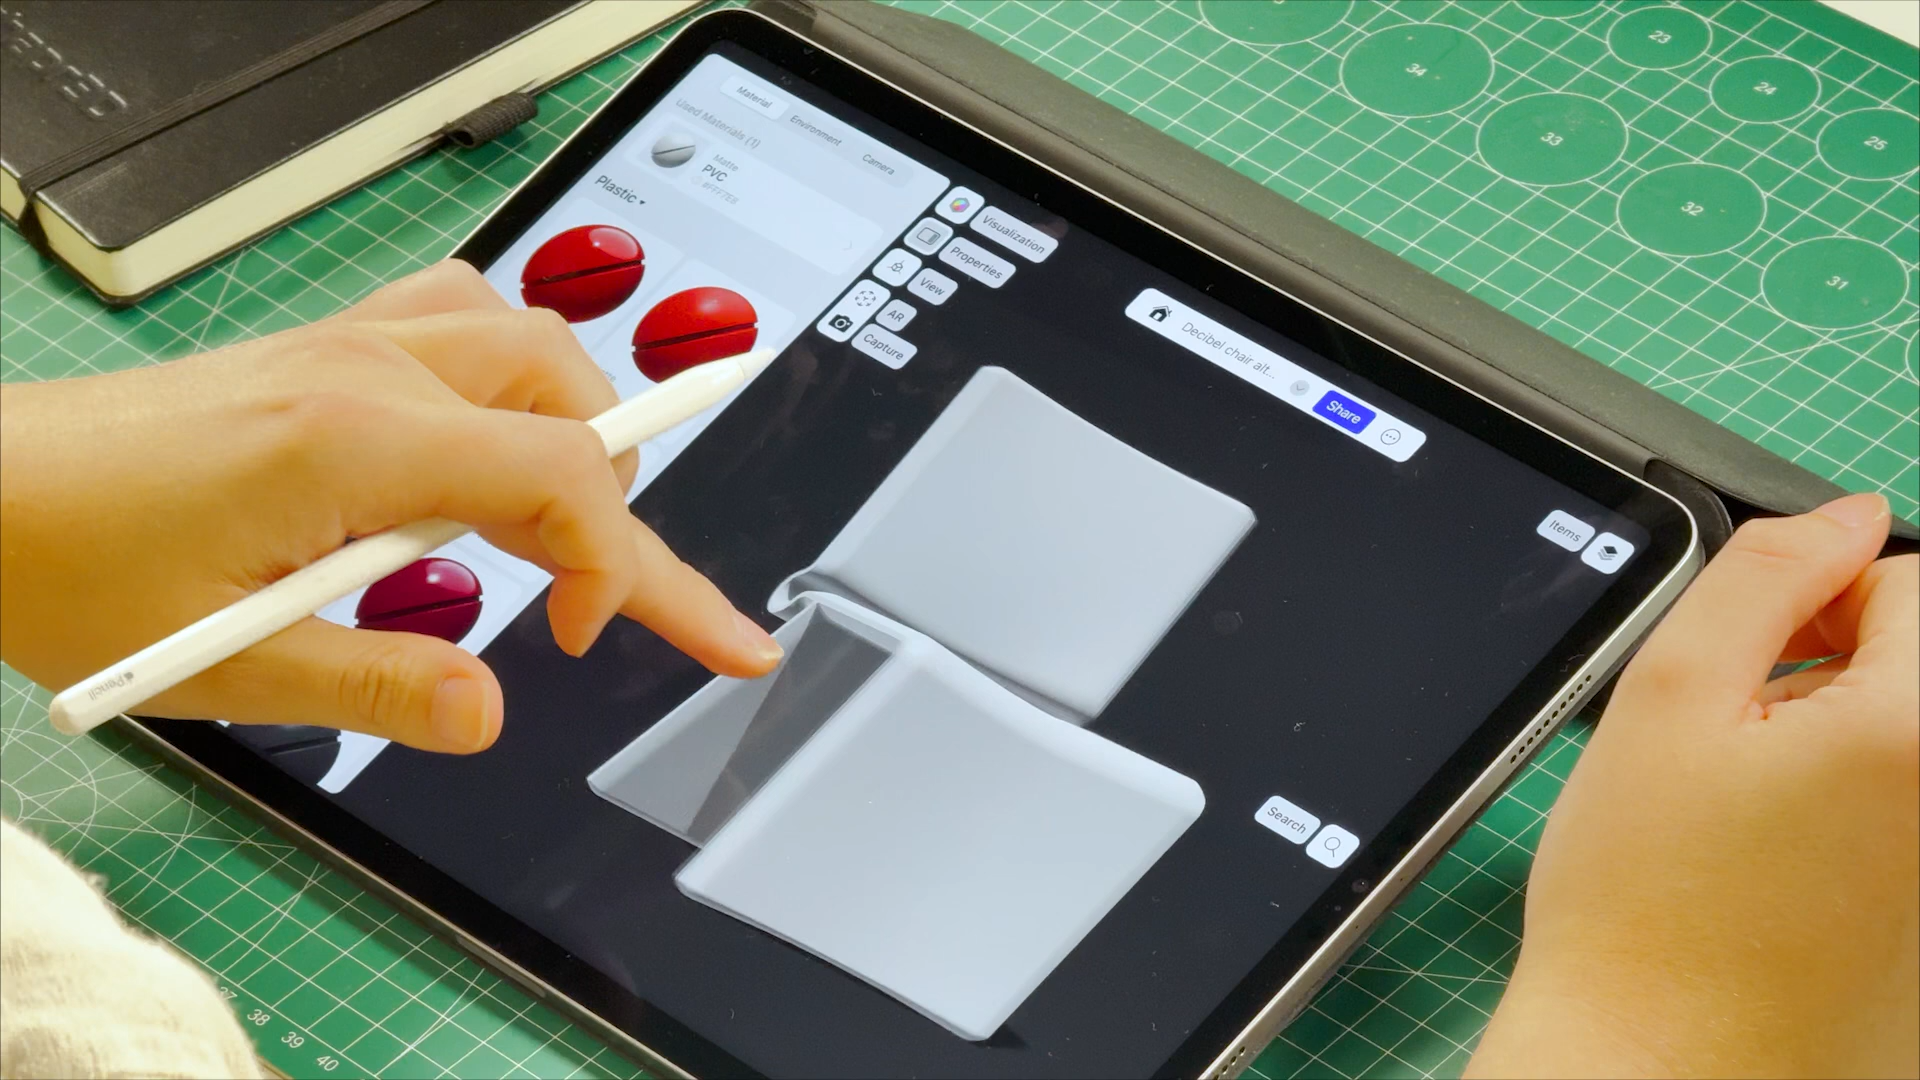 Material
Environment
Camera
Used Materials (1)
Matte
PVC
Plastic
Visualization
Properties
View
AR
Capture
Decibel chair alt...
Share
Items
Search
Pencil
23
34
24
33
25
32
31
37
38
39
40